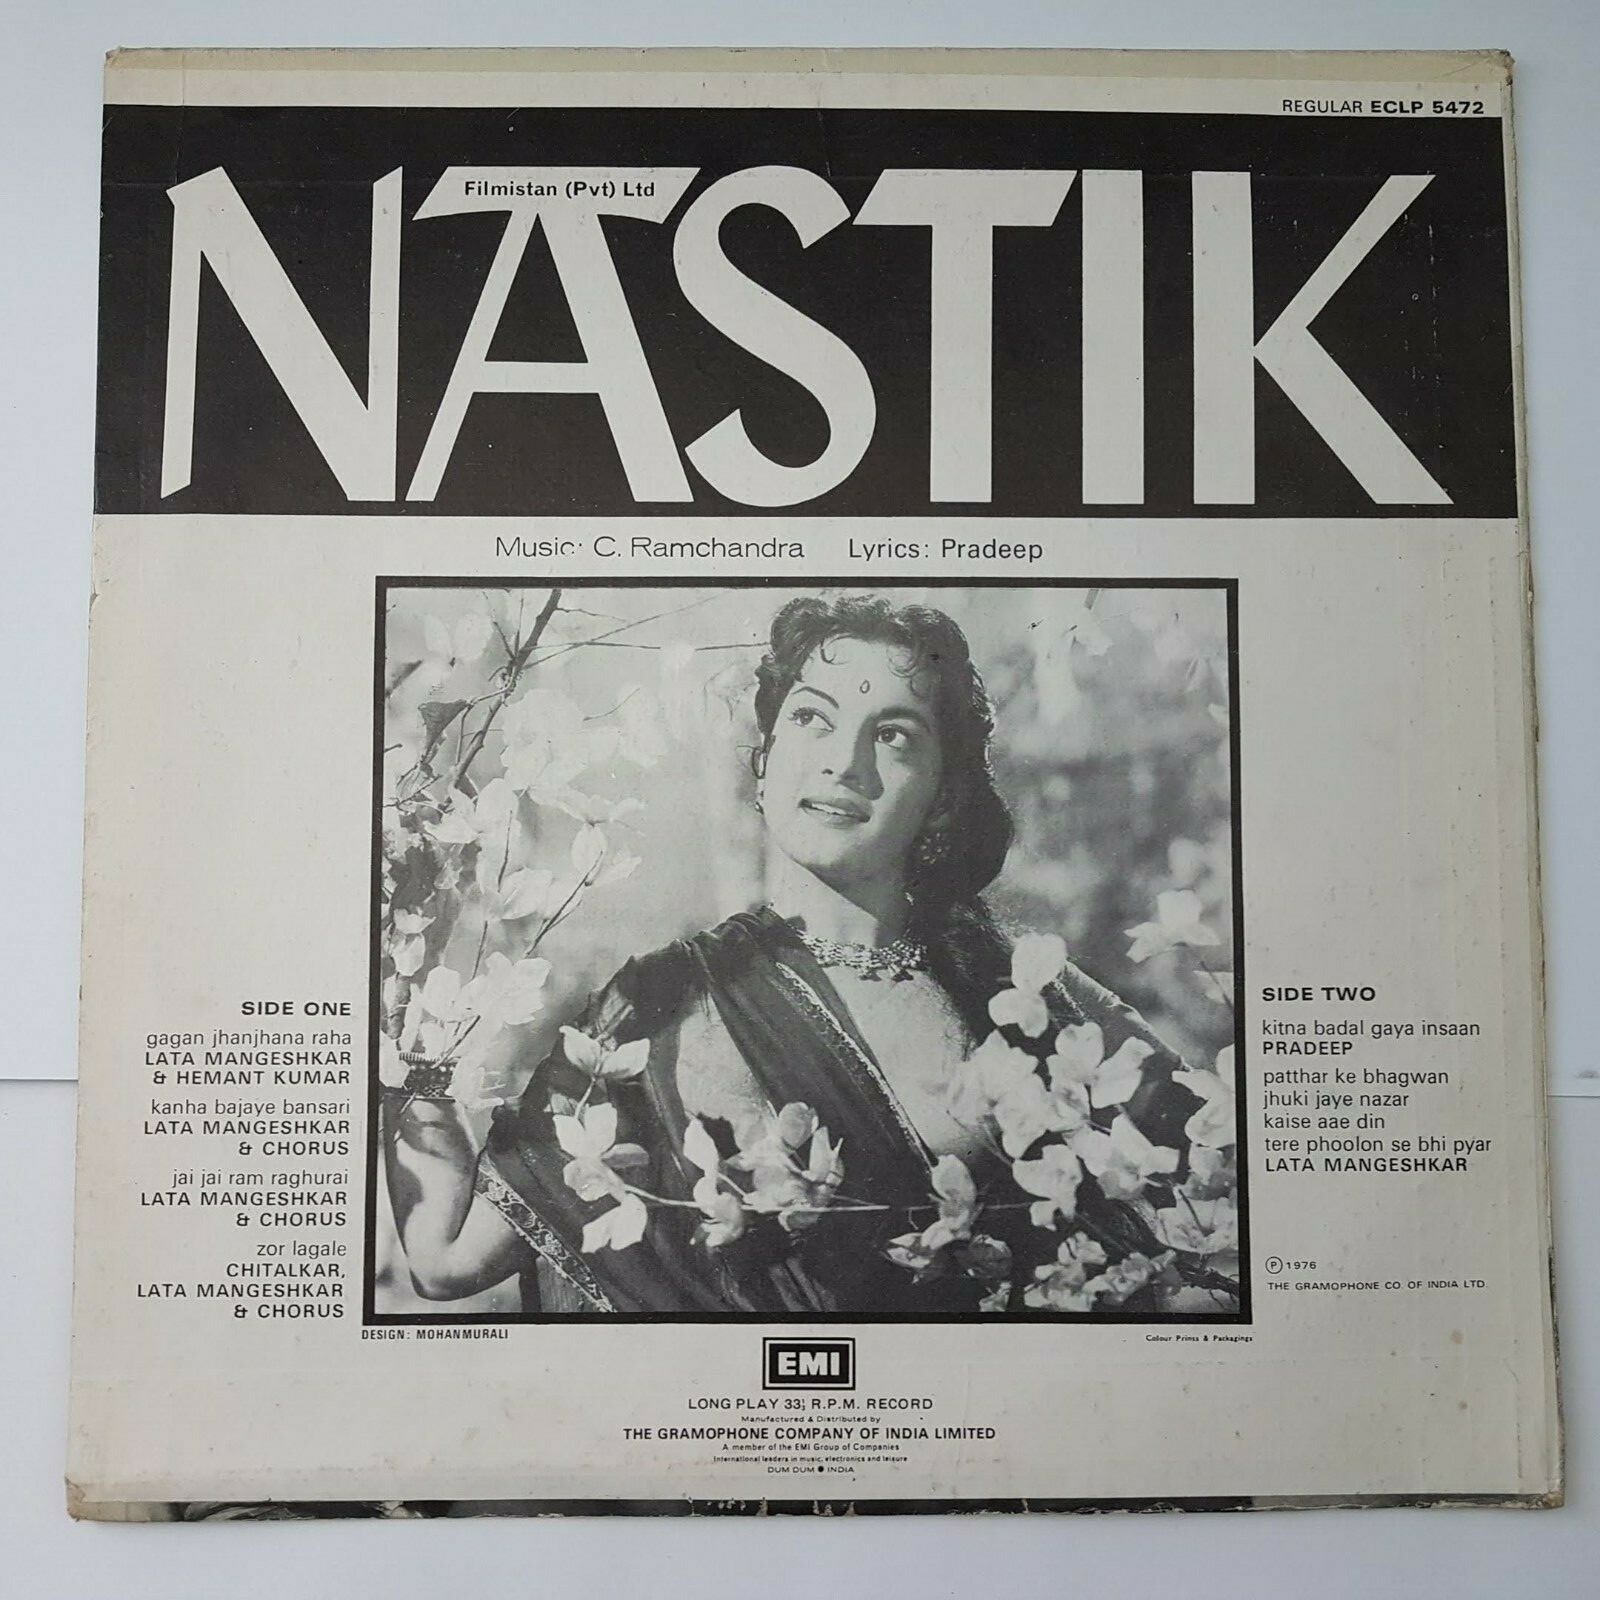 REGULAR ECLP 5472
Filmistan (Pvt) Ltd
NASTIK
Music: C. Ramchandra Lyrics: Pradeep
SIDE ONE
gagan jhanjhana raha
LATA MANGESHKAR
& HEMANT KUMAR
kanha bajaye bansari
LATA MANGESHKAR
& CHORUS
jai jai ram raghurai
LATA MANGESHKAR
& CHORUS
zor lagale
CHITALKAR,
LATA MANGESHKAR
& CHORUS
SIDE TWO
kitna badal gaya insaan
PRADEEP
patthar ke bhagwan
jhuki jaye nazar
kaise aae din
tere phoolon se bhi pyar
LATA MANGESHKAR
Ⓟ 1976
THE GRAMOPHONE CO. OF INDIA LTD.
DESIGN: MOHANMURALI
Colour Prints & Packagings
EMI
LONG PLAY 33⅓ R.P.M. RECORD
Manufactured & Distributed by
THE GRAMOPHONE COMPANY OF INDIA LIMITED
A member of the EMI Group of Companies
International leaders in music, electronics and leisure
DUM DUM ● INDIA